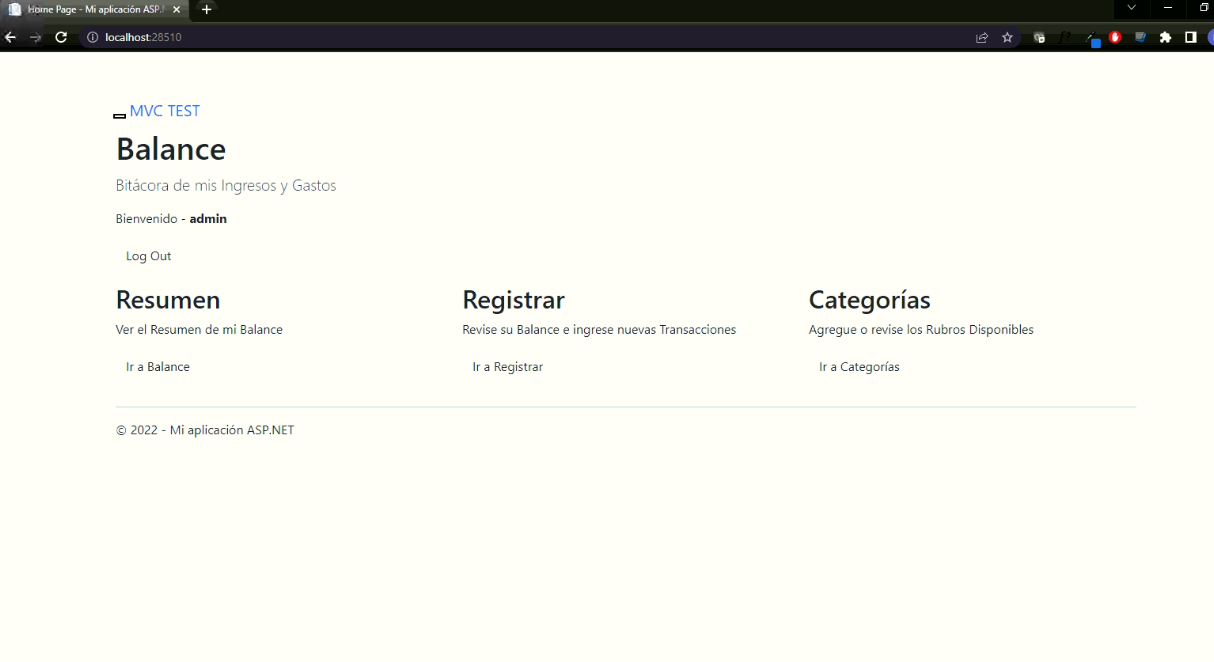 Home Page - Mi aplicación ASP.
localhost:28510
MVC TEST
Balance
Bitácora de mis Ingresos y Gastos
Bienvenido - admin
Log Out
Resumen
Ver el Resumen de mi Balance
Ir a Balance
Registrar
Revise su Balance e ingrese nuevas Transacciones
Ir a Registrar
Categorías
Agregue o revise los Rubros Disponibles
Ir a Categorías
© 2022 - Mi aplicación ASP.NET